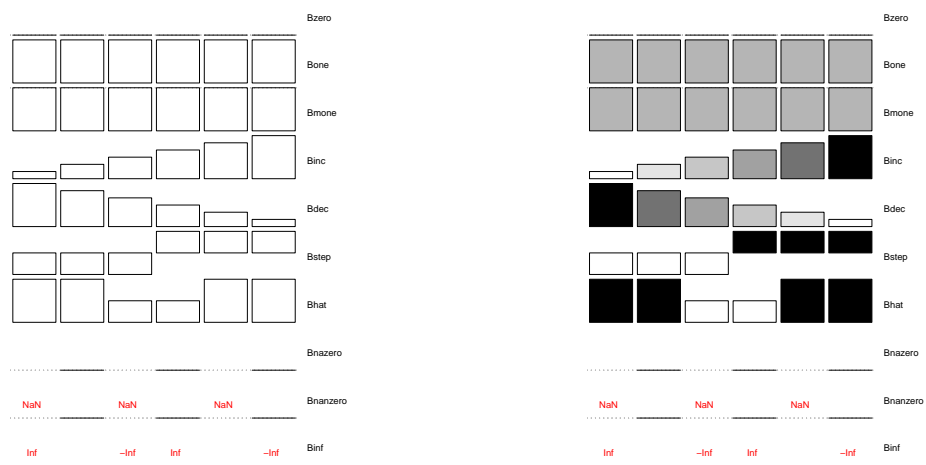 Bzero Bzero
Bone Bone
Bmone Bmone
Binc Binc
Bdec Bdec
Bstep Bstep
Bhat Bhat
Bnazero Bnazero
NaN NaN NaN Bnanzero NaN NaN NaN Bnanzero
Inf −Inf Inf −Inf Binf Inf −Inf Inf −Inf Binf